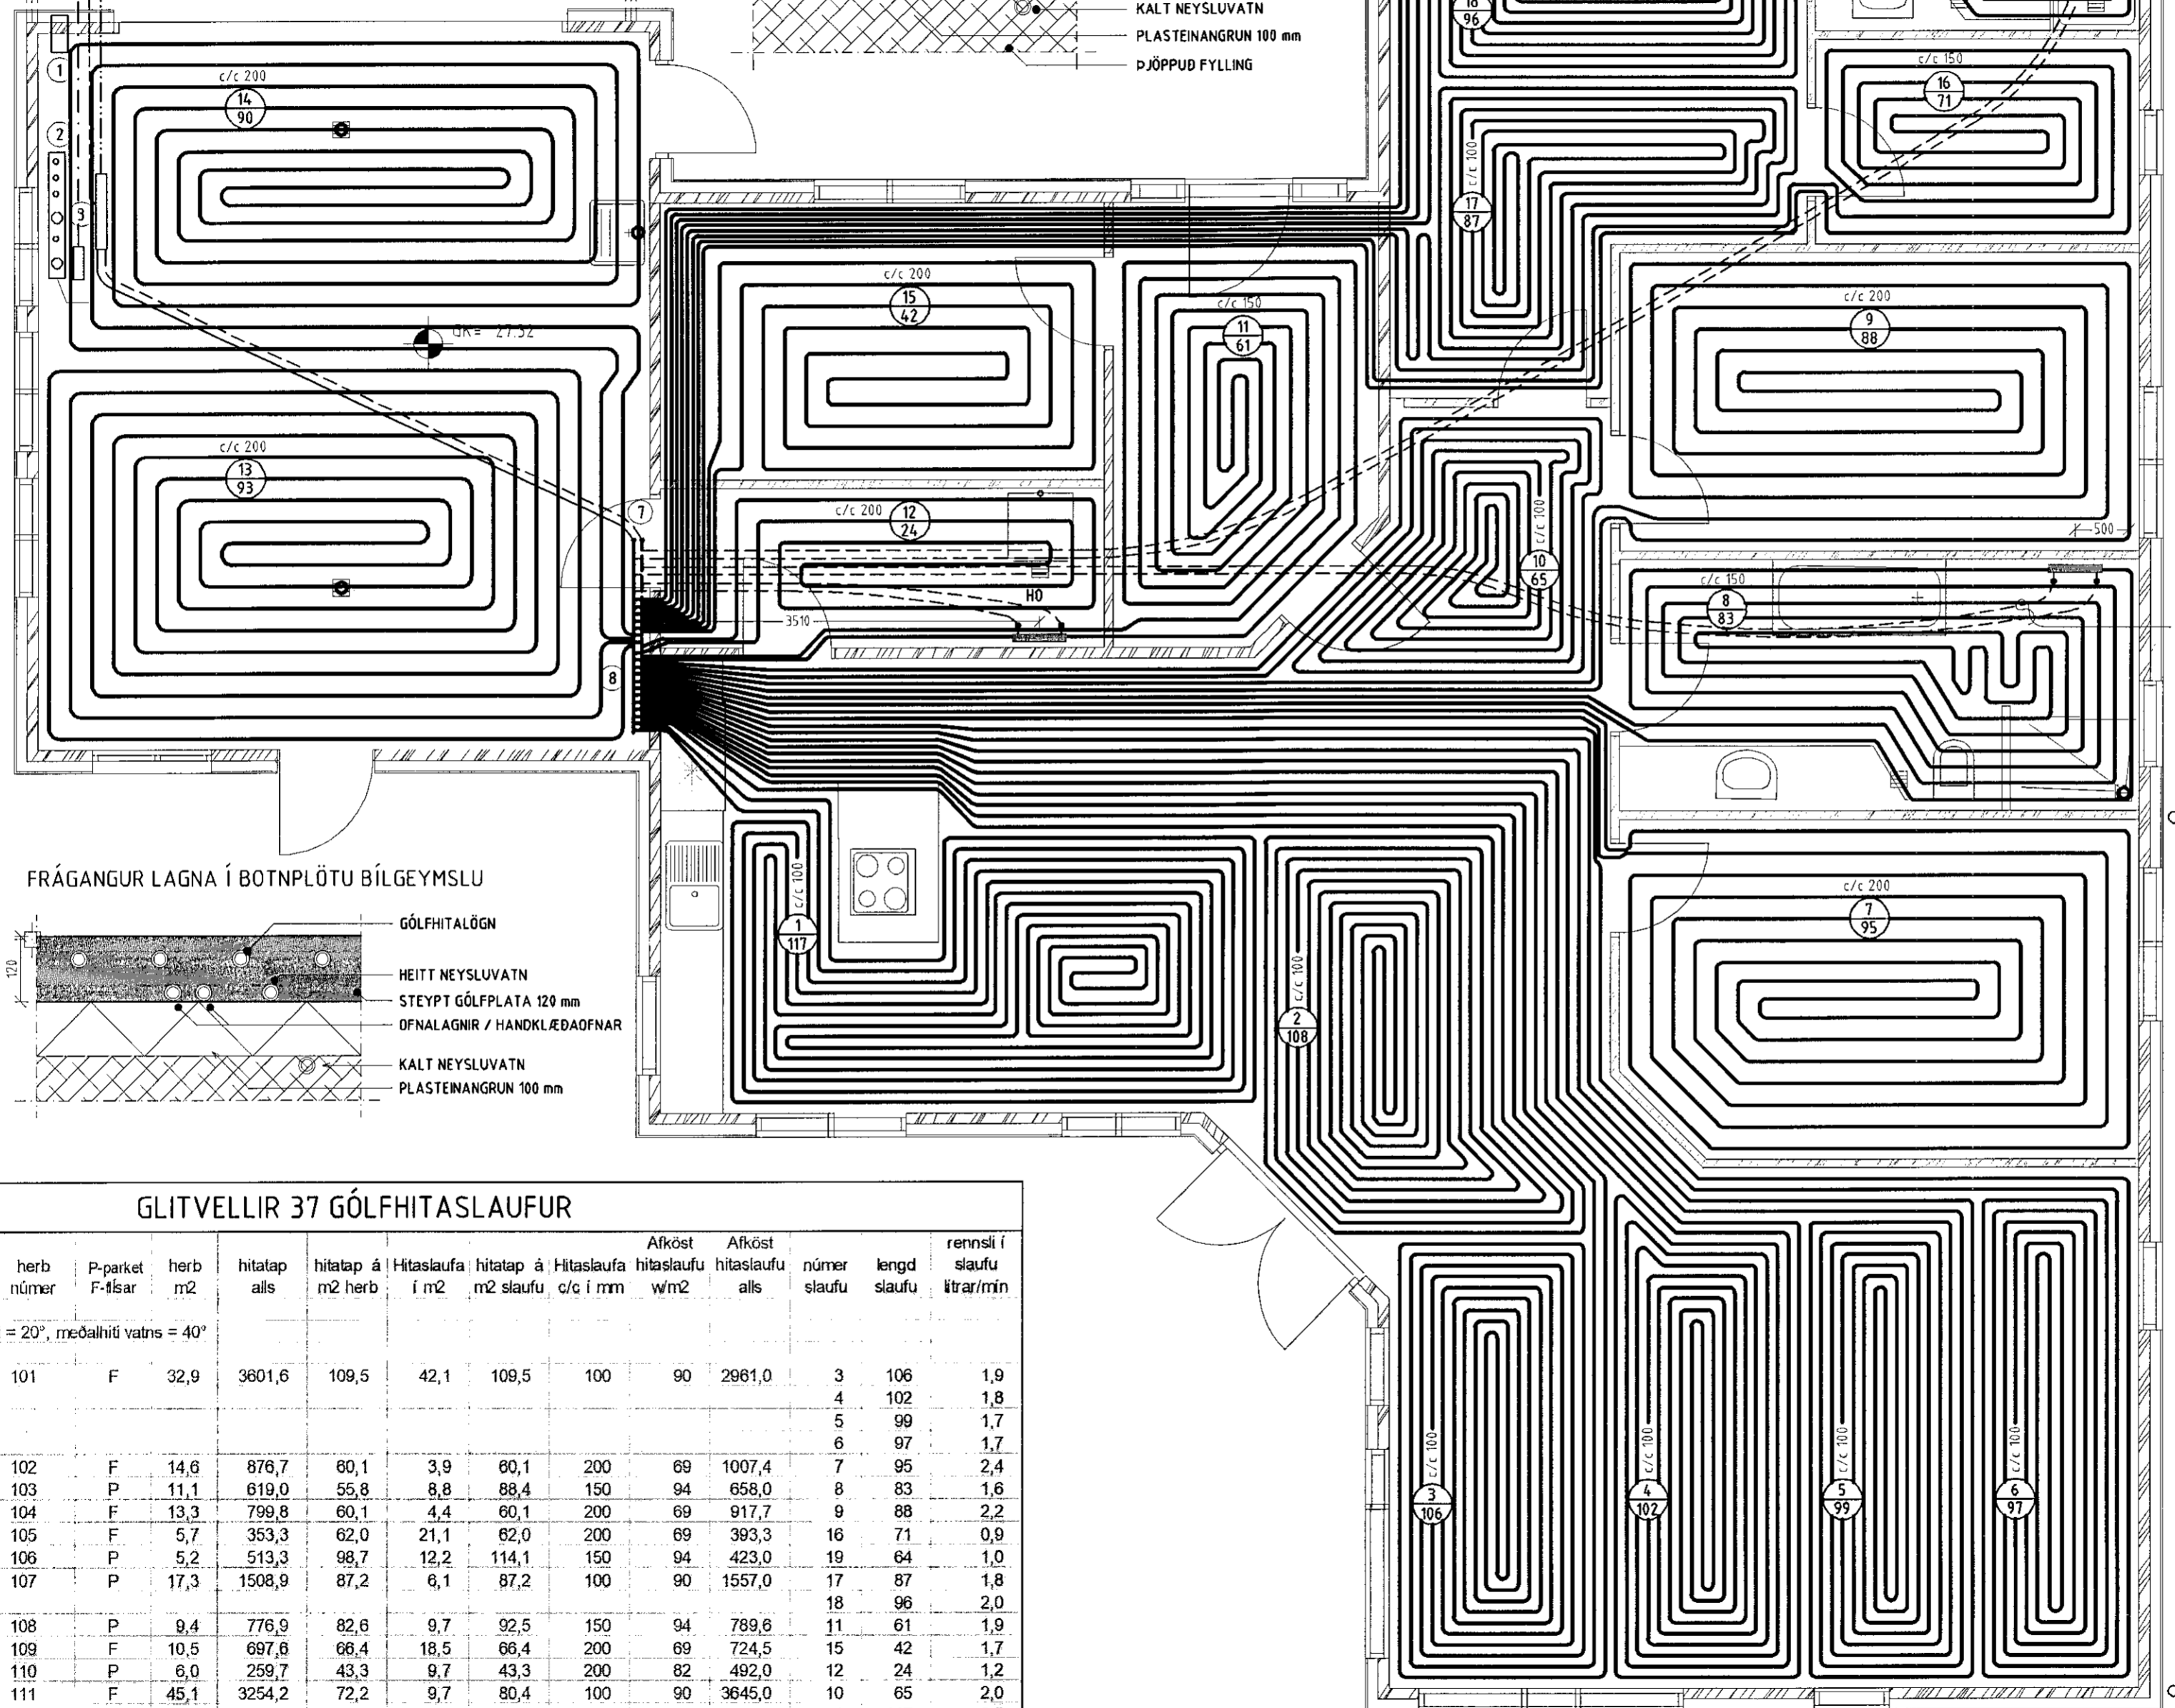 KALT NEYSLUVATN
PLASTEINANGRUN 100 mm
ÞJÖPPUÐ FYLLING
18
96
c/c 150
16
71
1
c/c 200
14
90
2
3
c/c 100
17
87
c/c 200
15
42
c/c 150
11
61
c/c 200
9
88
GK= 27.32
c/c 200
13
93
7
c/c 200
12
24
c/c 100
10
65
500
c/c 150
8
83
HO
3510
8
FRÁGANGUR LAGNA Í BOTNPLÖTU BÍLGEYMSLU
GÓLFHITALÖGN
HEITT NEYSLUVATN
STEYPT GÓLFPLATA 120 mm
OFNALAGNIR / HANDKLÆÐAOFNAR
KALT NEYSLUVATN
PLASTEINANGRUN 100 mm
120
c/c 100
1
117
c/c 100
2
108
c/c 200
7
95
c/c 100
3
106
c/c 100
4
102
c/c 100
5
99
c/c 100
6
97
GLITVELLIR 37 GÓLFHITASLAUFUR
herb númer P-parket F-flísar herb m2 hitatap alls hitatap á m2 herb Hitaslaufa í m2 hitatap á m2 slaufu Hitaslaufa c/c í mm Afköst hitaslaufu w/m2 Afköst hitaslaufu alls númer slaufu lengd slaufu rennsli í slaufu lítrar/mín
= 20°, meðalhiti vatns = 40°
101 F 32,9 3601,6 109,5 42,1 109,5 100 90 2961,0 3 106 1,9
4 102 1,8
5 99 1,7
6 97 1,7
102 F 14,6 876,7 60,1 3,9 60,1 200 69 1007,4 7 95 2,4
103 P 11,1 619,0 55,8 8,8 88,4 150 94 658,0 8 83 1,6
104 F 13,3 799,8 60,1 4,4 60,1 200 69 917,7 9 88 2,2
105 F 5,7 353,3 62,0 21,1 62,0 200 69 393,3 16 71 0,9
106 P 5,2 513,3 98,7 12,2 114,1 150 94 423,0 19 64 1,0
107 P 17,3 1508,9 87,2 6,1 87,2 100 90 1557,0 17 87 1,8
18 96 2,0
108 P 9,4 776,9 82,6 9,7 92,5 150 94 789,6 11 61 1,9
109 F 10,5 697,6 66,4 18,5 66,4 200 69 724,5 15 42 1,7
110 P 6,0 259,7 43,3 9,7 43,3 200 82 492,0 12 24 1,2
111 F 45,1 3254,2 72,2 9,7 80,4 100 90 3645,0 10 65 2,0